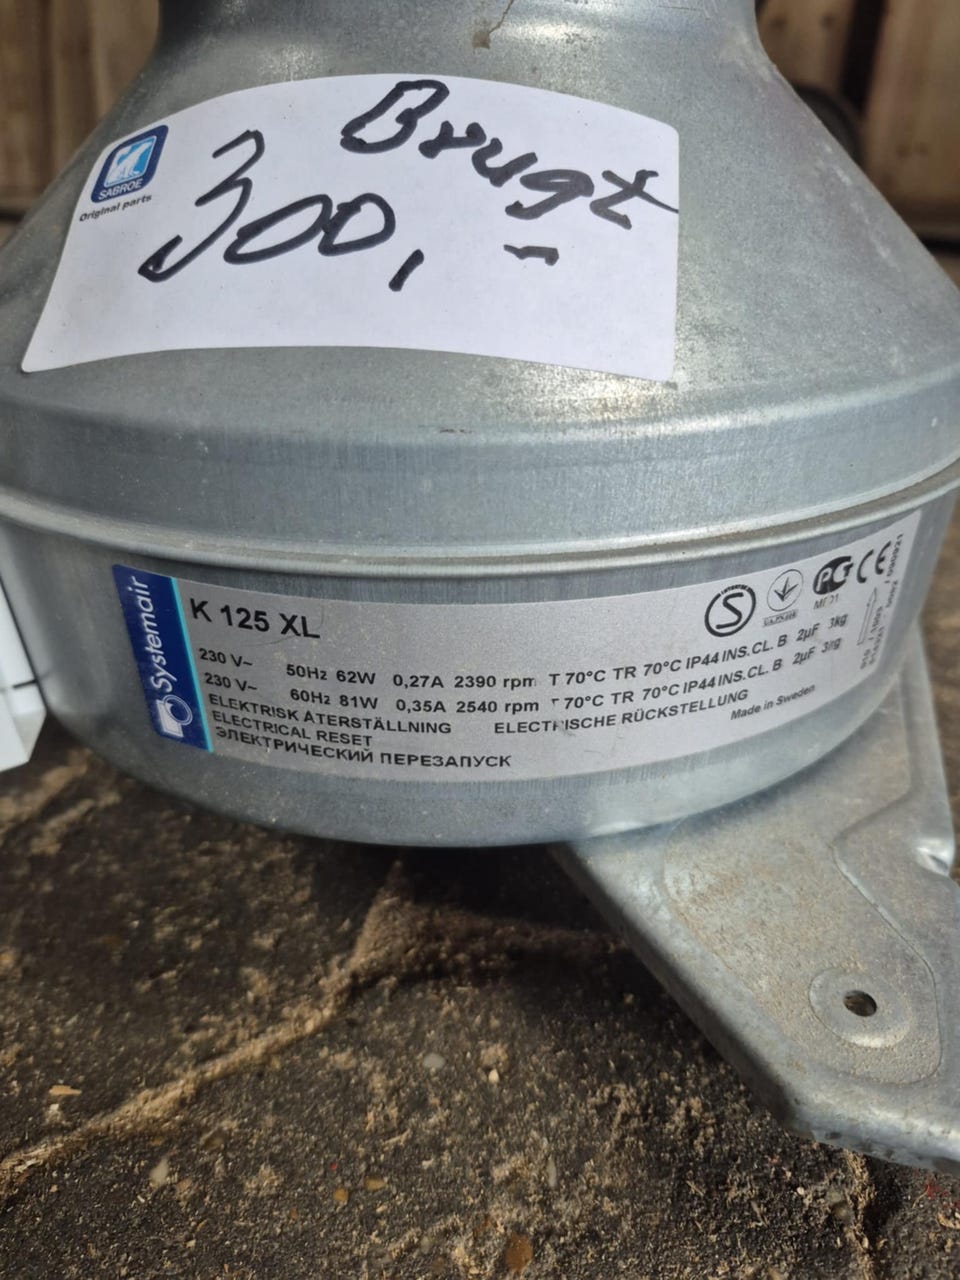 SABROE
Original parts
Brugt
300,-
Systemair
K 125 XL
230 V~ 50Hz 62W 0,27A 2390 rpm T 70°C TR 70°C IP44 INS.CL. B 2µF 3kg
230 V~ 60Hz 81W 0,35A 2540 rpm T 70°C TR 70°C IP44 INS.CL. B 2µF 3kg
ELEKTRISK ÅTERSTÄLLNING ELECTRISCHE RÜCKSTELLUNG
ELECTRICAL RESET
ЭЛЕКТРИЧЕСКИЙ ПЕРЕЗАПУСК
Made in Sweden
S
CE